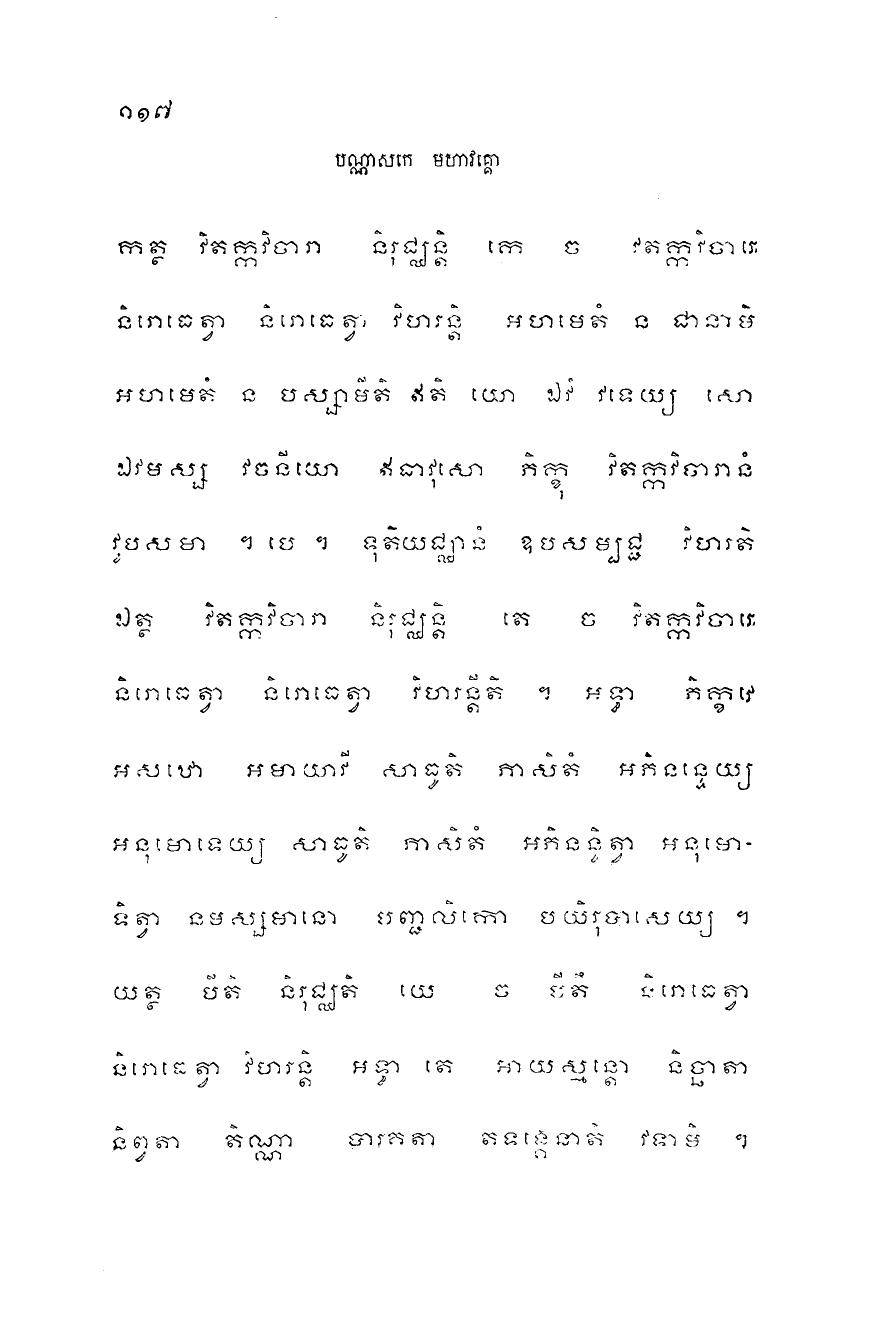 ១១៧
បណ្ណាសកេ មហាវគ្គោ
កត្ថ វិតក្កវិចារា និរុជ្ឈន្តិ កេ ច វិតក្កវិចារេ
និរោធេត្វា និរោធេត្វា វិហរន្តិ អហមេតំ ន ជានាមិ
អហមេតំ ន បស្សាមីតិ ឥតិ យោ ឯវំ វទេយ្យ សោ
ឯវមស្ស វចនីយោ ឥធាវុសោ ភិក្ខុ វិតក្កវិចារានំ
វូបសមា ។ បេ ។ ទុតិយជ្ឈានំ ឧបសម្បជ្ជ វិហរតិ
ឯត្ថ វិតក្កវិចារា និរុជ្ឈន្តិ តេ ច វិតក្កវិចារេ
និរោធេត្វា និរោធេត្វា វិហរន្តីតិ ។ អទ្ធា ភិក្ខវេ
អសឋោ អមាយាវី សាធូតិ ភាសិតំ អភិនន្ទេយ្យ
អនុមោទេយ្យ សាធូតិ ភាសិតំ អភិនន្ទិត្វា អនុមោ-
ទិត្វា នមស្សមានោ អញ្ជលិកោ បយិរុទាសេយ្យ ។
យត្ថ បីតិ និរុជ្ឈតិ យេ ច បីតឹ និរោធេត្វា
និរោធេត្វា វិហរន្តិ អទ្ធា តេ អាយស្មន្តោ និច្ឆាតា
និព្វុតា តិណ្ណា បារគតា តទង្គេនាតិ វទាមិ ។